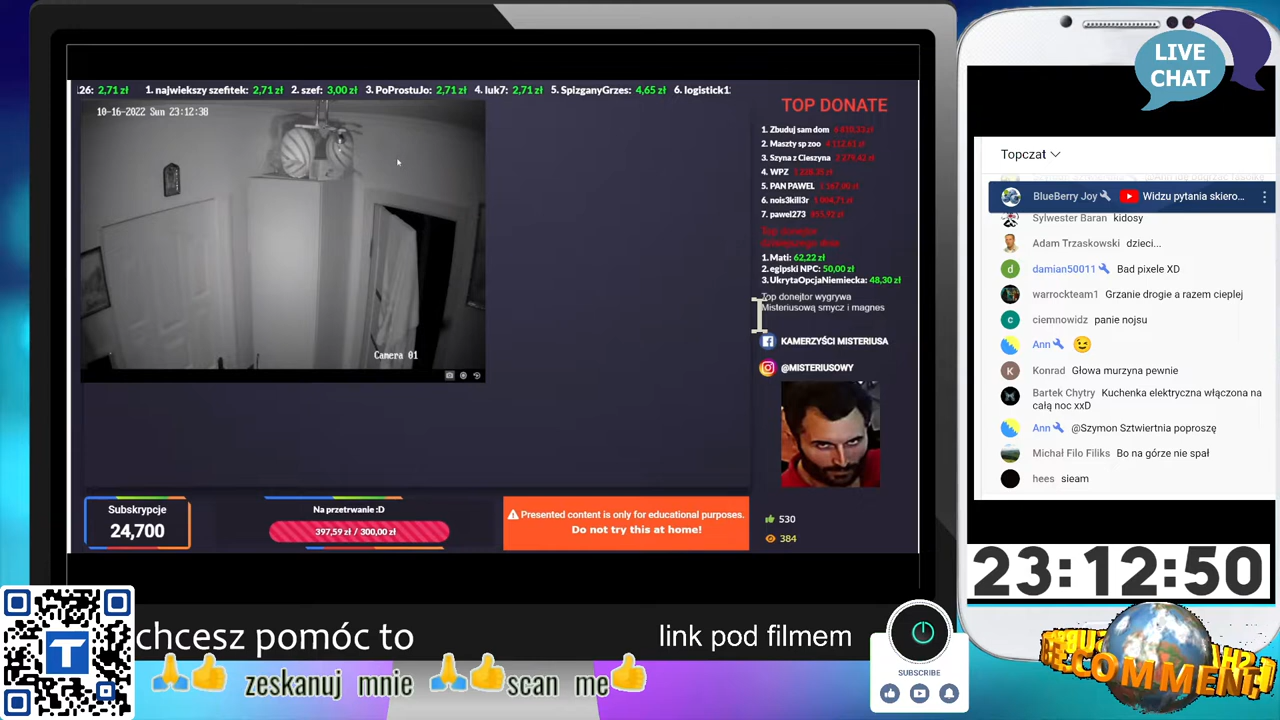 26: 2,71 zł 1. najwiekszy szefitek: 2,71 zł 2. szef: 3,00 zł 3. PoProstuJo: 2,71 zł 4. luk7: 2,71 zł 5. SpizganyGrzes: 4,65 zł 6. logistick1
10-16-2022 Sun 23:12:38
Camera 01
TOP DONATE
1. Zbuduj sam dom
2. Maszty sp zoo
3. Szyna z Cieszyna
4. WPZ
5. PAN PAWEŁ
6. nois3kill3r
7. pawel273
1. Mati: 62,22 zł
2. egipski NPC: 50,00 zł
3. UkrytaOpcjaNiemiecka: 48,30 zł
Top donejtor wygrywa
Misteriusową smycz i magnes
KAMERZYŚCI MISTERIUSA
@MISTERIUSOWY
530
384
Subskrypcje
24,700
Na przetrwanie :D
397,59 zł / 300,00 zł
Presented content is only for educational purposes.
Do not try this at home!
LIVE
CHAT
Topczat
BlueBerry Joy Widzu pytania skiero...
Sylwester Baran kidosy
Adam Trzaskowski dzieci...
damian50011 Bad pixele XD
warrockteam1 Grzanie drogie a razem cieplej
ciemnowidz panie nojsu
Ann 😉
Konrad Głowa murzyna pewnie
Bartek Chytry Kuchenka elektryczna włączona na
całą noc xxD
Ann @Szymon Sztwiertnia poproszę
Michał Filo Filiks Bo na górze nie spał
hees sieam
23:12:50
chcesz pomóc to
link pod filmem
🙏👍 zeskanuj mnie 🙏👍 scan me 👍
SUBSCRIBE
COMMENT